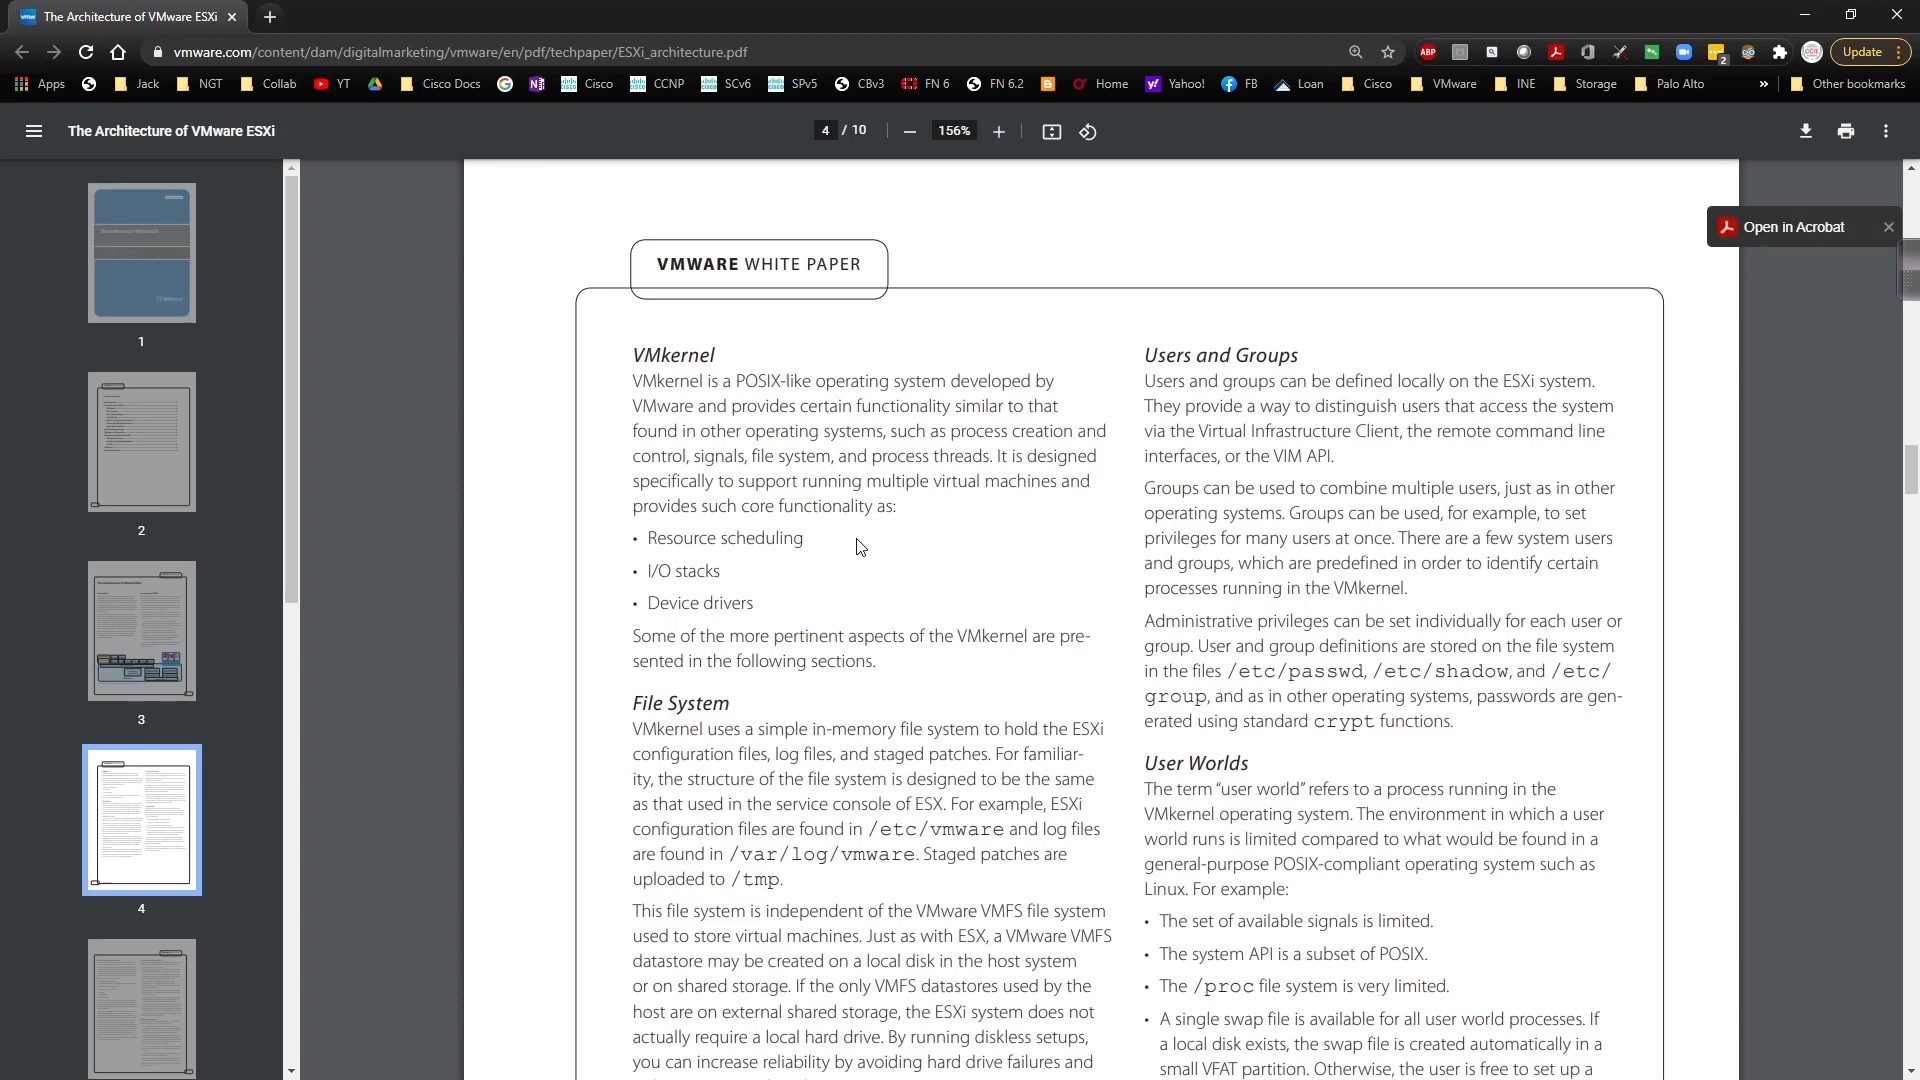 The Architecture of VMware ESXi
vmware.com/content/dam/digitalmarketing/vmware/en/pdf/techpaper/ESXi_architecture.pdf
ABP
2
Update
Apps
Jack
NGT
Collab
YT
Cisco Docs
Cisco
CCNP
SCv6
SPv5
CBv3
FN 6
FN 6.2
Home
Yahoo!
FB
Loan
Cisco
VMware
INE
Storage
Palo Alto
»
Other bookmarks
The Architecture of VMware ESXi
4 / 10
156%
Open in Acrobat
1
2
3
4
VMWARE WHITE PAPER
VMkernel
VMkernel is a POSIX-like operating system developed by
VMware and provides certain functionality similar to that
found in other operating systems, such as process creation and
control, signals, file system, and process threads. It is designed
specifically to support running multiple virtual machines and
provides such core functionality as:
• Resource scheduling
• I/O stacks
• Device drivers
Some of the more pertinent aspects of the VMkernel are pre-
sented in the following sections.
File System
VMkernel uses a simple in-memory file system to hold the ESXi
configuration files, log files, and staged patches. For familiar-
ity, the structure of the file system is designed to be the same
as that used in the service console of ESX. For example, ESXi
configuration files are found in /etc/vmware and log files
are found in /var/log/vmware. Staged patches are
uploaded to /tmp.
This file system is independent of the VMware VMFS file system
used to store virtual machines. Just as with ESX, a VMware VMFS
datastore may be created on a local disk in the host system
or on shared storage. If the only VMFS datastores used by the
host are on external shared storage, the ESXi system does not
actually require a local hard drive. By running diskless setups,
you can increase reliability by avoiding hard drive failures and
Users and Groups
Users and groups can be defined locally on the ESXi system.
They provide a way to distinguish users that access the system
via the Virtual Infrastructure Client, the remote command line
interfaces, or the VIM API.
Groups can be used to combine multiple users, just as in other
operating systems. Groups can be used, for example, to set
privileges for many users at once. There are a few system users
and groups, which are predefined in order to identify certain
processes running in the VMkernel.
Administrative privileges can be set individually for each user or
group. User and group definitions are stored on the file system
in the files /etc/passwd, /etc/shadow, and /etc/
group, and as in other operating systems, passwords are gen-
erated using standard crypt functions.
User Worlds
The term “user world” refers to a process running in the
VMkernel operating system. The environment in which a user
world runs is limited compared to what would be found in a
general-purpose POSIX-compliant operating system such as
Linux. For example:
• The set of available signals is limited.
• The system API is a subset of POSIX.
• The /proc file system is very limited.
• A single swap file is available for all user world processes. If
a local disk exists, the swap file is created automatically in a
small VFAT partition. Otherwise, the user is free to set up a